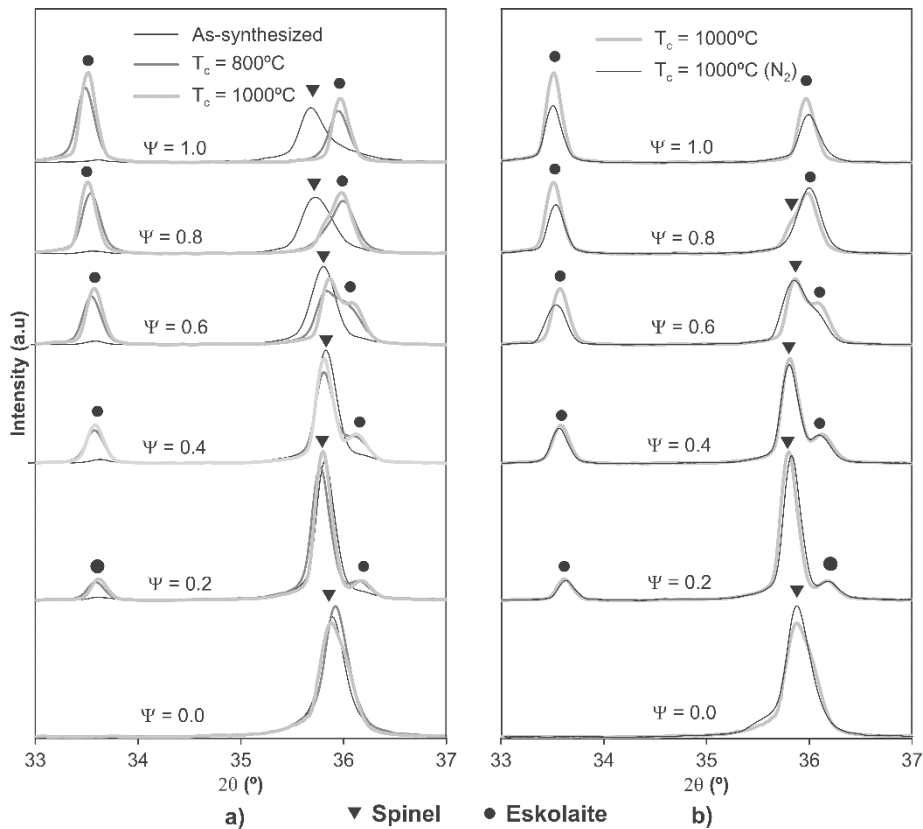 As-synthesized
T_c = 800ºC
T_c = 1000ºC
Ψ = 1.0
Ψ = 0.8
Ψ = 0.6
Ψ = 0.4
Ψ = 0.2
Ψ = 0.0
Intensity (a.u)
33 34 35 36 37
2θ (º)
a)
T_c = 1000ºC
T_c = 1000ºC (N₂)
Ψ = 1.0
Ψ = 0.8
Ψ = 0.6
Ψ = 0.4
Ψ = 0.2
Ψ = 0.0
33 34 35 36 37
2θ (º)
b)
▼ Spinel ● Eskolaite